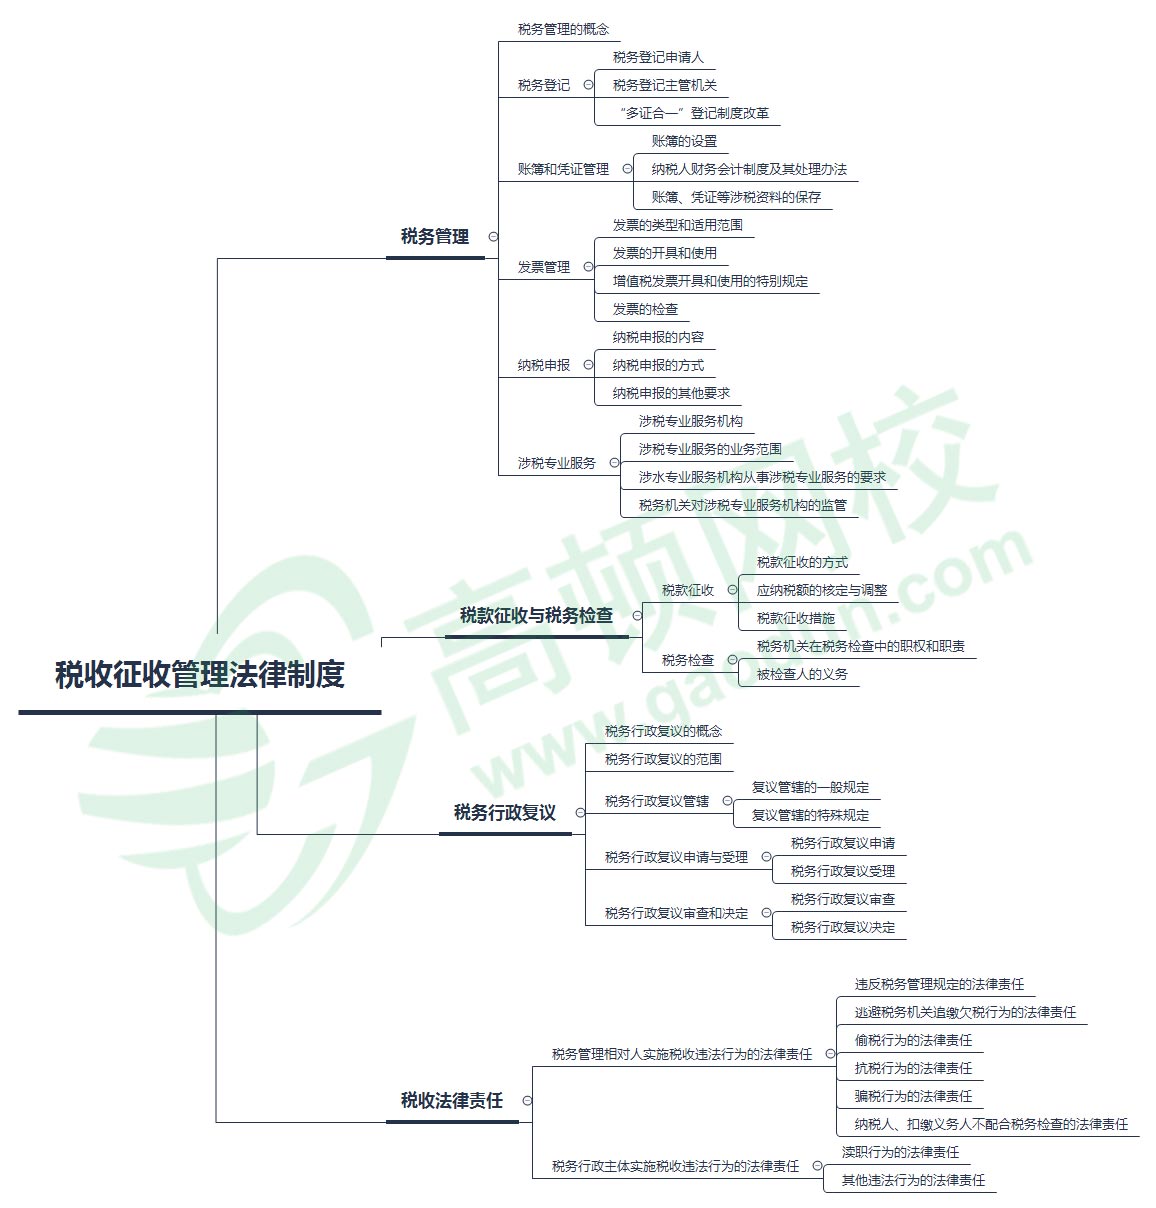 税收征收管理法律制度
税务管理
税务管理的概念
税务登记
税务登记申请人
税务登记主管机关
“多证合一”登记制度改革
账簿和凭证管理
账簿的设置
纳税人财务会计制度及其处理办法
账簿、凭证等涉税资料的保存
发票管理
发票的类型和适用范围
发票的开具和使用
增值税发票开具和使用的特别规定
发票的检查
纳税申报
纳税申报的内容
纳税申报的方式
纳税申报的其他要求
涉税专业服务
涉税专业服务机构
涉税专业服务的业务范围
涉水专业服务机构从事涉税专业服务的要求
税务机关对涉税专业服务机构的监管
税款征收与税务检查
税款征收
税款征收的方式
应纳税额的核定与调整
税款征收措施
税务检查
税务机关在税务检查中的职权和职责
被检查人的义务
税务行政复议
税务行政复议的概念
税务行政复议的范围
税务行政复议管辖
复议管辖的一般规定
复议管辖的特殊规定
税务行政复议申请与受理
税务行政复议申请
税务行政复议受理
税务行政复议审查和决定
税务行政复议审查
税务行政复议决定
税收法律责任
税务管理相对人实施税收违法行为的法律责任
违反税务管理规定的法律责任
逃避税务机关追缴欠税行为的法律责任
偷税行为的法律责任
抗税行为的法律责任
骗税行为的法律责任
纳税人、扣缴义务人不配合税务检查的法律责任
税务行政主体实施税收违法行为的法律责任
渎职行为的法律责任
其他违法行为的法律责任
高顿网校
www.gaodun.com